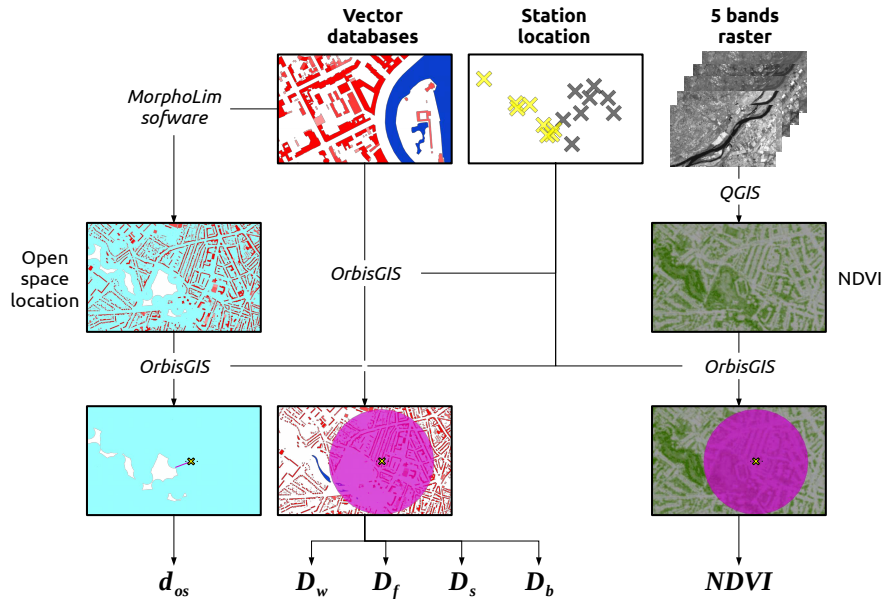 Vector
databases
Station
location
5 bands
raster
MorphoLim
sofware
QGIS
Open
space
location
OrbisGIS
NDVI
OrbisGIS
OrbisGIS
d_os
D_w
D_f
D_s
D_b
NDVI